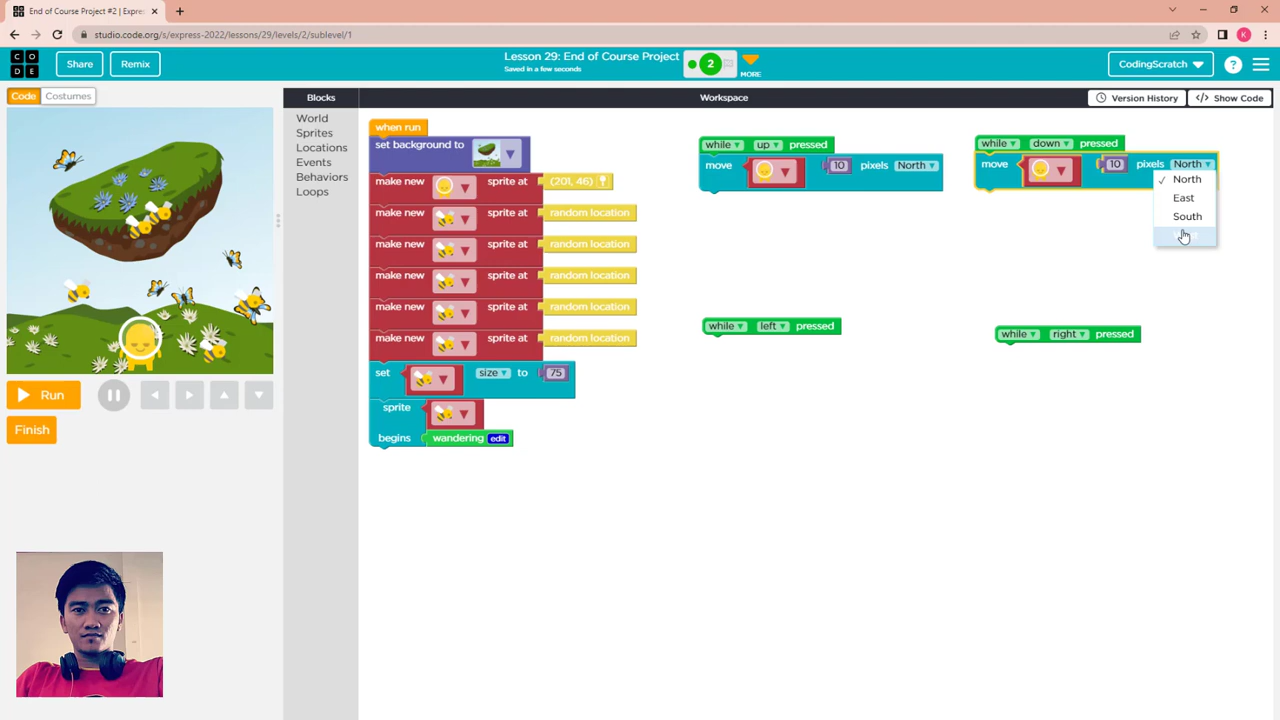 End of Course Project #2 | Expres
studio.code.org/s/express-2022/lessons/29/levels/2/sublevel/1
K
C O
D E
Share
Remix
Lesson 29: End of Course Project
Saved in a few seconds
2
MORE
CodingScratch
?
Code
Costumes
Blocks
Workspace
Version History
</> Show Code
World
Sprites
Locations
Events
Behaviors
Loops
when run
set background to
make new sprite at (201, 46)
make new sprite at random location
make new sprite at random location
make new sprite at random location
make new sprite at random location
make new sprite at random location
set size to 75
sprite
begins wandering edit
while up pressed
move 10 pixels North
while down pressed
move 10 pixels North
✓ North
East
South
while left pressed
while right pressed
Run
Finish